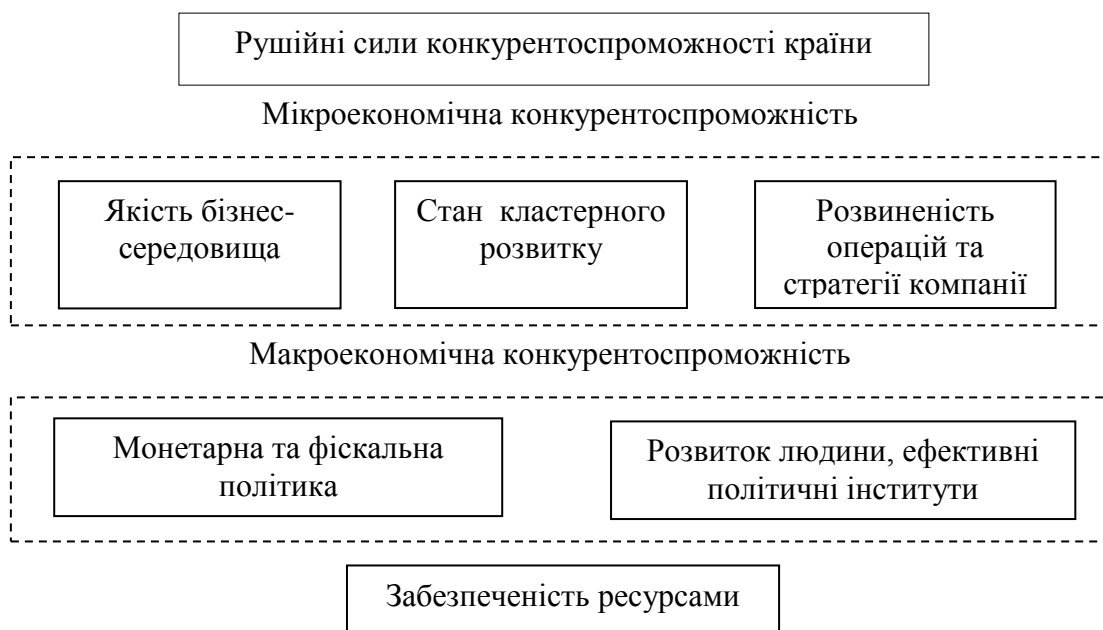 Рушійні сили конкурентоспроможності країни
Мікроекономічна конкурентоспроможність
Якість бізнес-
середовища
Стан кластерного
розвитку
Розвиненість
операцій та
стратегії компанії
Макроекономічна конкурентоспроможність
Монетарна та фіскальна
політика
Розвиток людини, ефективні
політичні інститути
Забезпеченість ресурсами